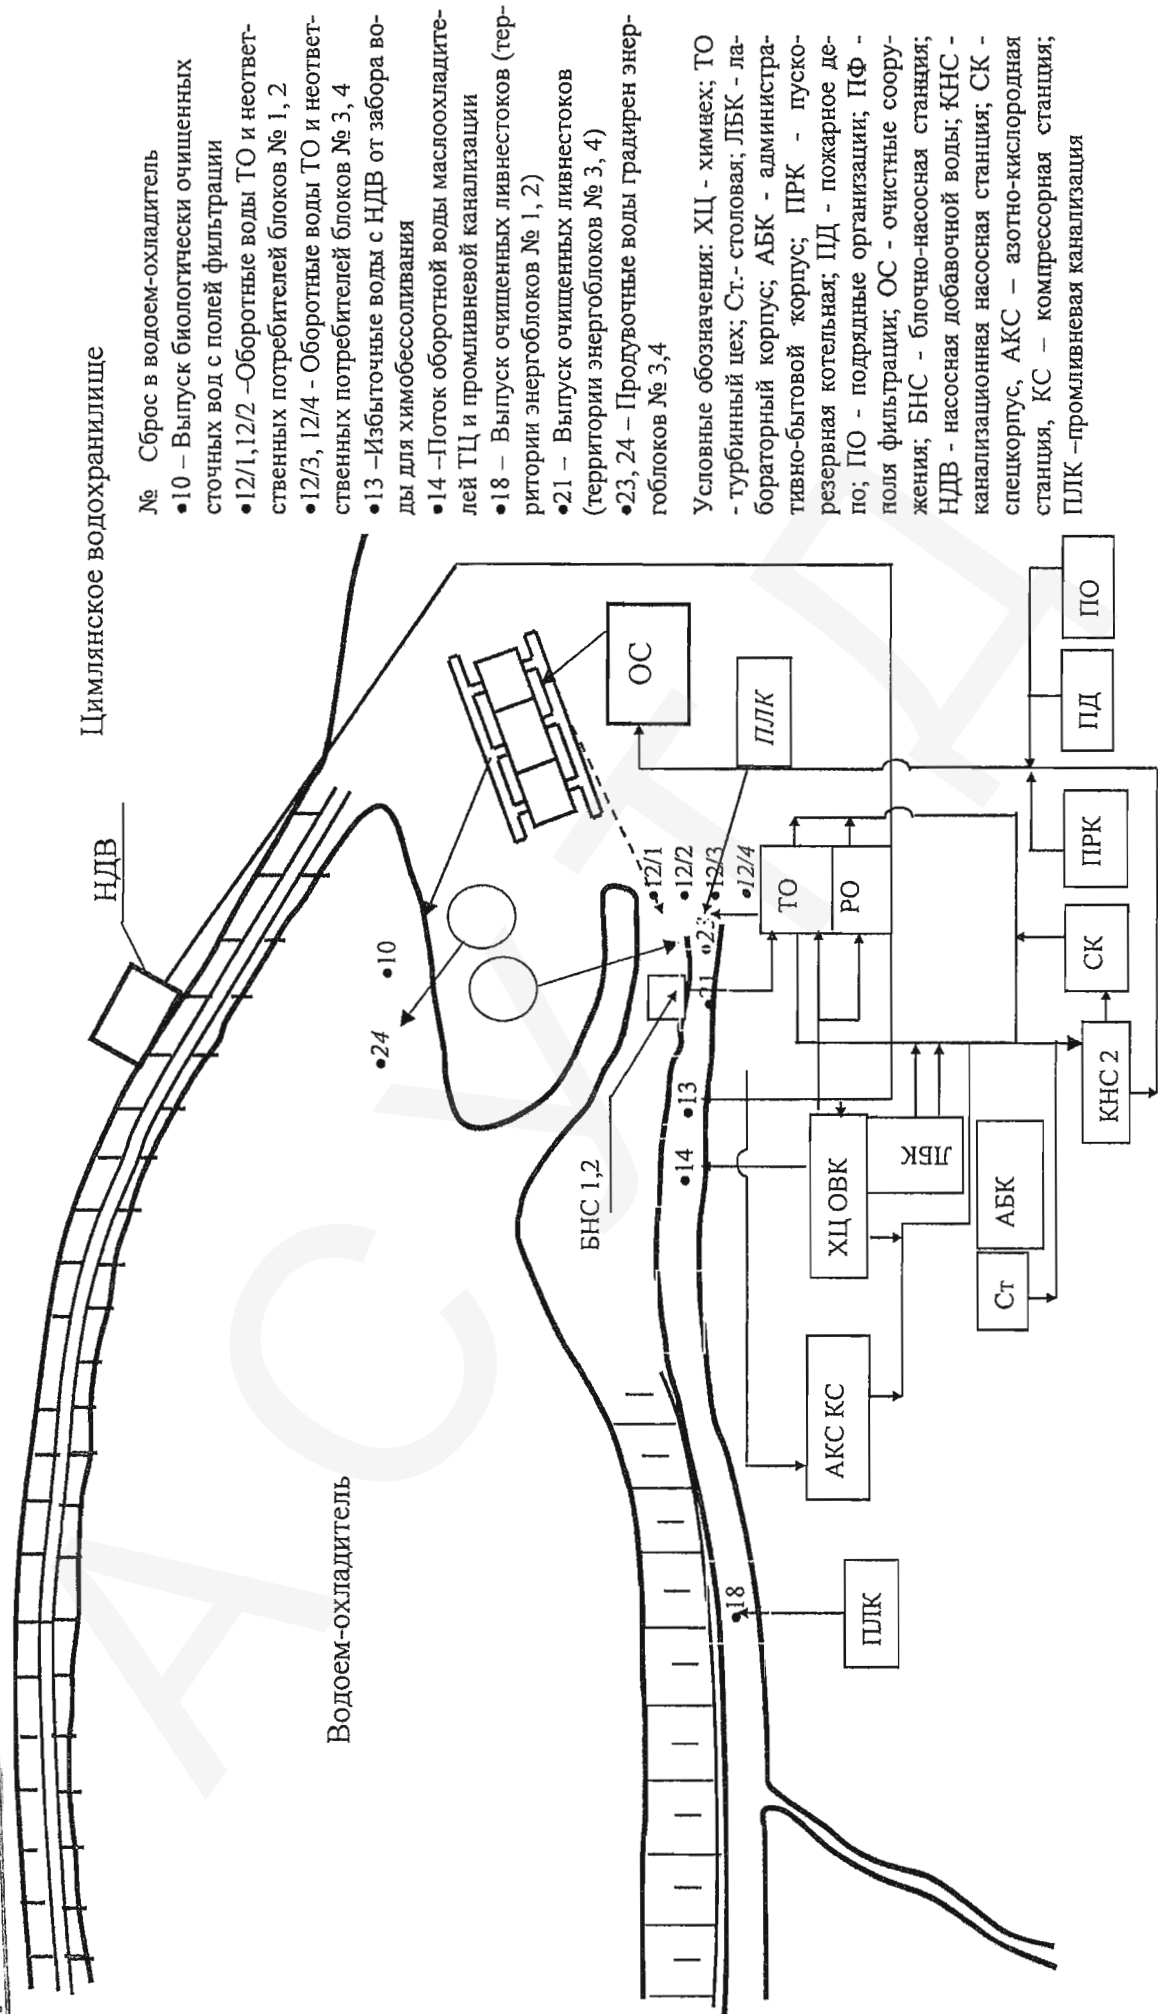 Цимлянское водохранилище
НДВ
Водоем-охладитель
№ Сброс в водоем-охладитель
•10 – Выпуск биологически очищенных
сточных вод с полей фильтрации
•12/1,12/2 –Оборотные воды ТО и неответ-
ственных потребителей блоков № 1, 2
•12/3, 12/4 - Оборотные воды ТО и неответ-
ственных потребителей блоков № 3, 4
•13 –Избыточные воды с НДВ от забора во-
ды для химобессоливания
•14 –Поток оборотной воды маслоохладите-
лей ТЦ и промливневой канализации
•18 – Выпуск очищенных ливнестоков (тер-
ритории энергоблоков № 1, 2)
•21 – Выпуск очищенных ливнестоков
(территории энергоблоков № 3, 4)
•23, 24 – Продувочные воды градирен энер-
гоблоков № 3,4
Условные обозначения: ХЦ - химцех; ТО
- турбинный цех; Ст.- столовая; ЛБК - ла-
бораторный корпус; АБК - администра-
тивно-бытовой корпус; ПРК - пуско-
резервная котельная; ПД - пожарное де-
по; ПО - подрядные организации; ПФ -
поля фильтрации; ОС - очистные соору-
жения; БНС - блочно-насосная станция;
НДВ - насосная добавочной воды; КНС -
канализационная насосная станция; СК -
спецкорпус, АКС – азотно-кислородная
станция, КС – компрессорная станция;
ПЛК –промливневая канализация
•24
•10
ОС
ПЛК
•12/1
•12/2
•12/3
•12/4
•23
•21
БНС 1,2
•13
•14
•18
ПЛК
ТО
РО
ХЦ ОВК
ЛБК
АКС КС
АБК
Ст
КНС 2
СК
ПРК
ПД
ПО
АСУТД